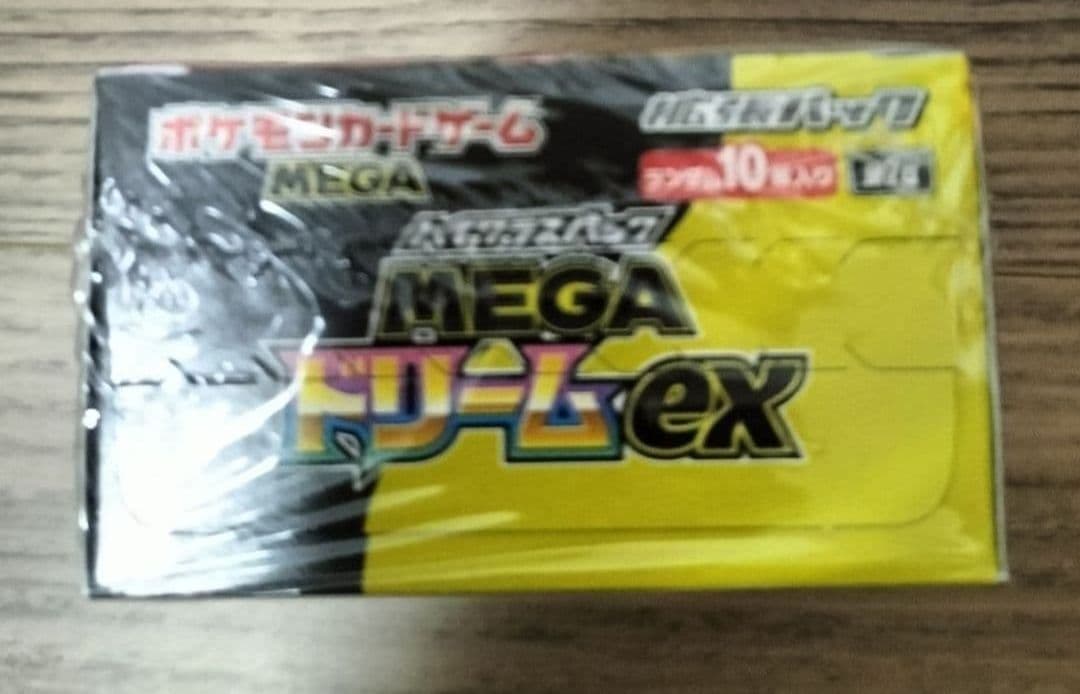 ポケモンカードゲーム
MEGA
拡張パック
ランダム10枚入り
ハイクラスパック
MEGA
ドリームex